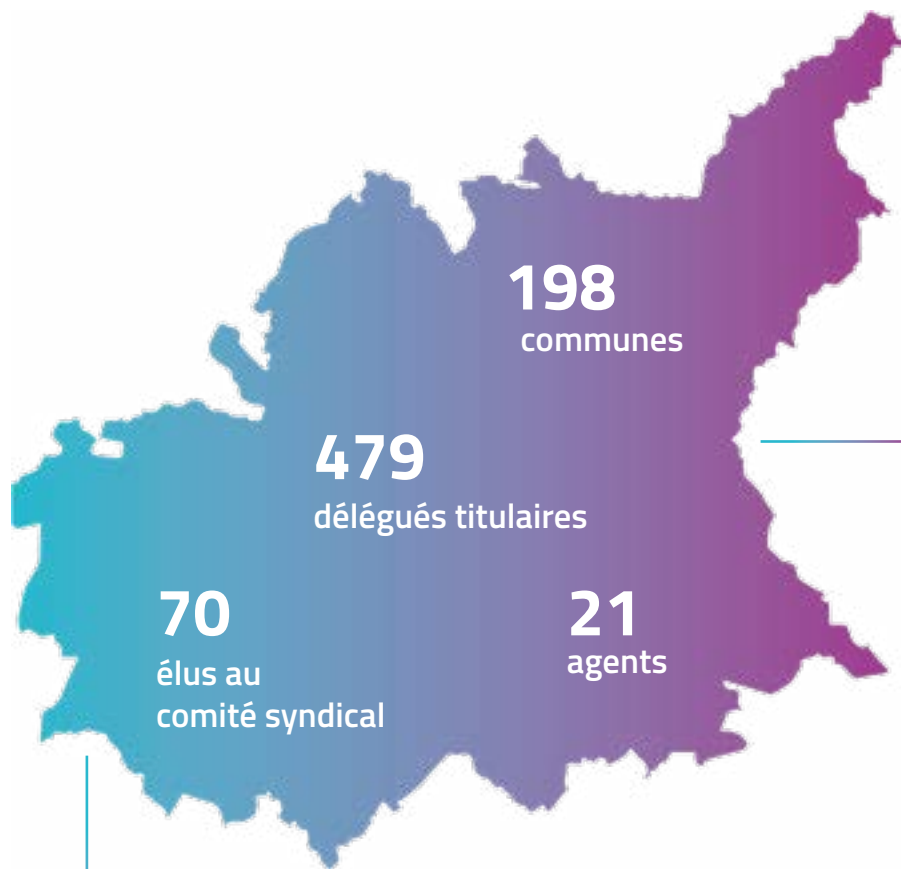 198
communes
479
délégués titulaires
70
élus au
comité syndical
21
agents